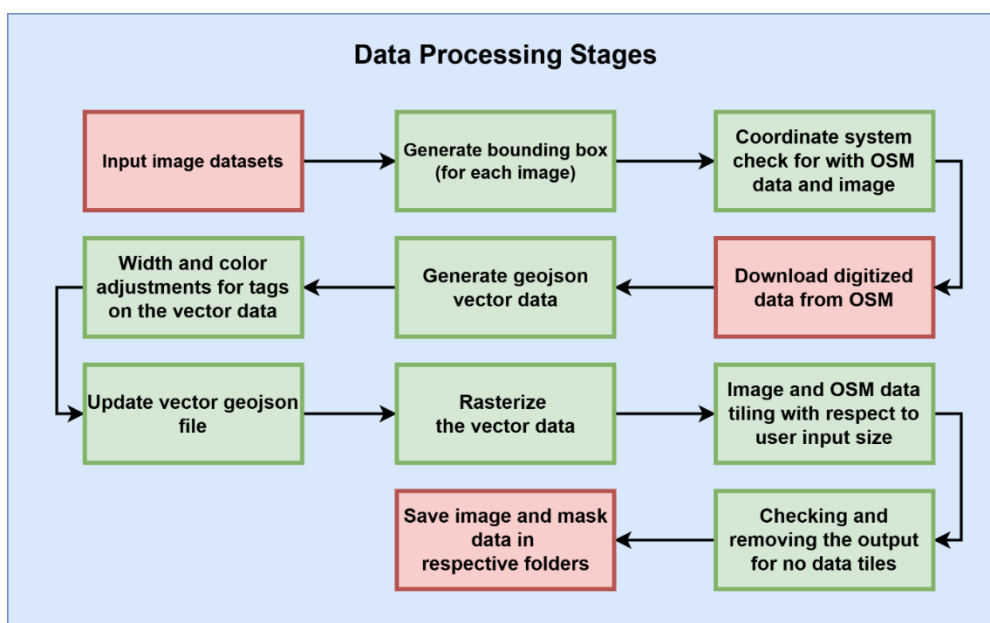 Data Processing Stages
Input image datasets
Generate bounding box
(for each image)
Coordinate system
check for with OSM
data and image
Download digitized
data from OSM
Generate geojson
vector data
Width and color
adjustments for tags
on the vector data
Update vector geojson
file
Rasterize
the vector data
Image and OSM data
tiling with respect to
user input size
Checking and
removing the output
for no data tiles
Save image and mask
data in
respective folders